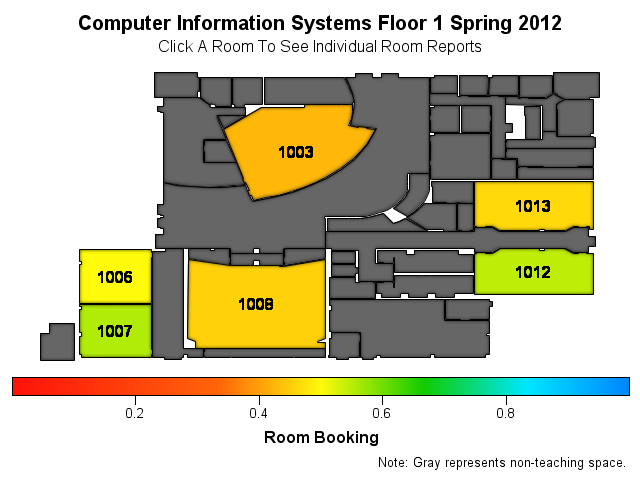 Computer Information Systems Floor 1 Spring 2012
Click A Room To See Individual Room Reports
1003
1013
1012
1006
1008
1007
0.2 0.4 0.6 0.8
Room Booking
Note: Gray represents non-teaching space.